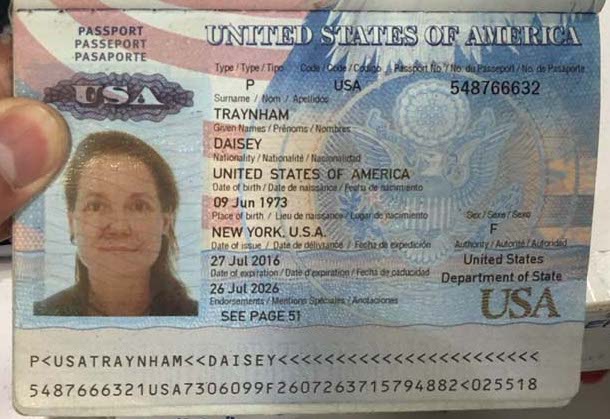 PASSPORT
PASSEPORT
PASAPORTE
USA
UNITED STATES OF AMERICA
Type / Type / Tipo Code / Code / Codigo Passport No / No. du Passeport / No. de Pasaporte
P USA 548766632
Surname / Nom / Apellidos
TRAYNHAM
Given Names / Prénoms / Nombres
DAISEY
Nationality / Nationalité / Nacionalidad
UNITED STATES OF AMERICA
Date of birth / Date de naissance / Fecha de nacimiento
09 Jun 1973
Place of birth / Lieu de naissance / Lugar de nacimiento Sex / Sexe / Sexo
NEW YORK, U.S.A. F
Date of issue / Date de délivrance / Fecha de expedición Authority / Autorité / Autoridad
27 Jul 2016 United States
Date of expiration / Date d'expiration / Fecha de caducidad Department of State
26 Jul 2026 USA
Endorsements / Mentions Spéciales / Anotaciones
SEE PAGE 51
P<USATRAYNHAM<<DAISEY<<<<<<<<<<<<<<<<<<<<<<<
5487666321USA7306099F2607263715794882<025518